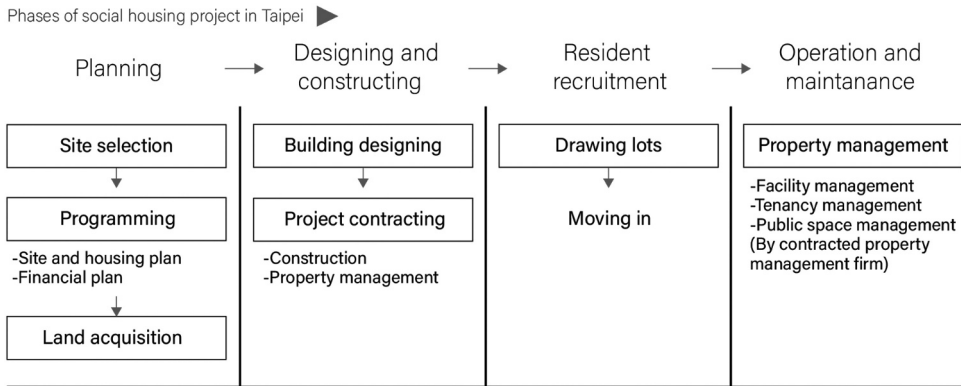 Phases of social housing project in Taipei
Planning
Designing and
constructing
Resident
recruitment
Operation and
maintanance
Site selection
Programming
-Site and housing plan
-Financial plan
Land acquisition
Building designing
Project contracting
-Construction
-Property management
Drawing lots
Moving in
Property management
-Facility management
-Tenancy management
-Public space management
(By contracted property
management firm)